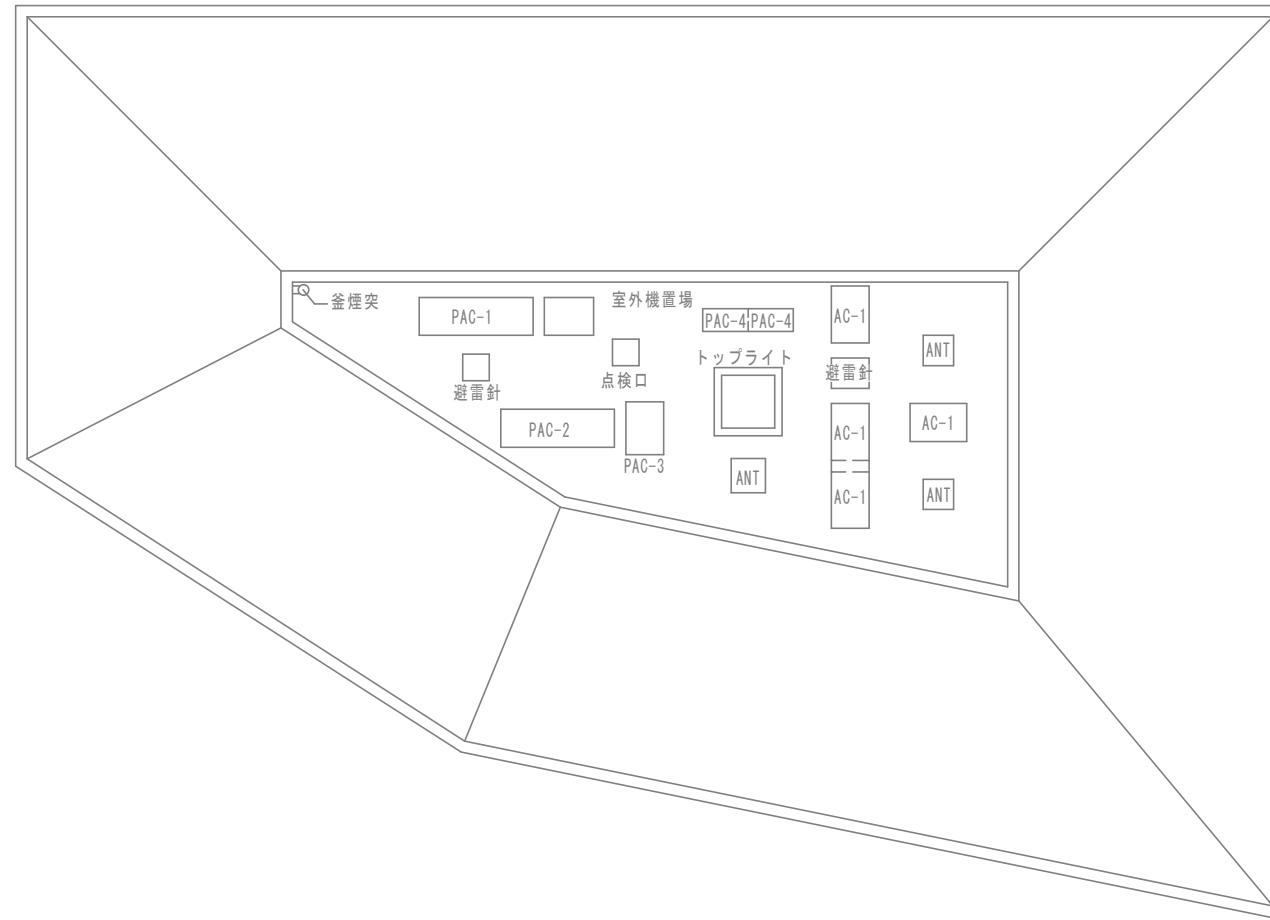 釜煙突
PAC-1
室外機置場
PAC-4
PAC-4
AC-1
ANT
トップライト
避雷針
点検口
避雷針
PAC-2
PAC-3
ANT
AC-1
AC-1
AC-1
ANT